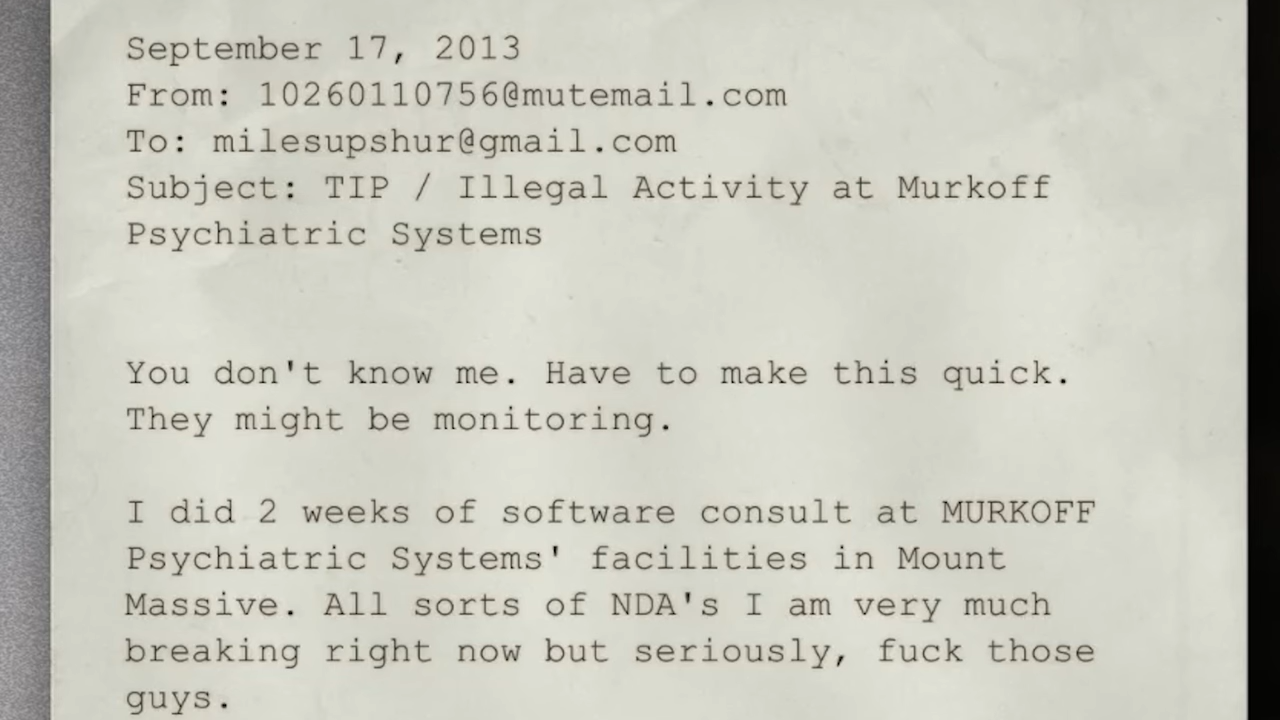 September 17, 2013
From: 10260110756@mutemail.com
To: milesupshur@gmail.com
Subject: TIP / Illegal Activity at Murkoff
Psychiatric Systems
You don't know me. Have to make this quick.
They might be monitoring.
I did 2 weeks of software consult at MURKOFF
Psychiatric Systems' facilities in Mount
Massive. All sorts of NDA's I am very much
breaking right now but seriously, fuck those
guys.